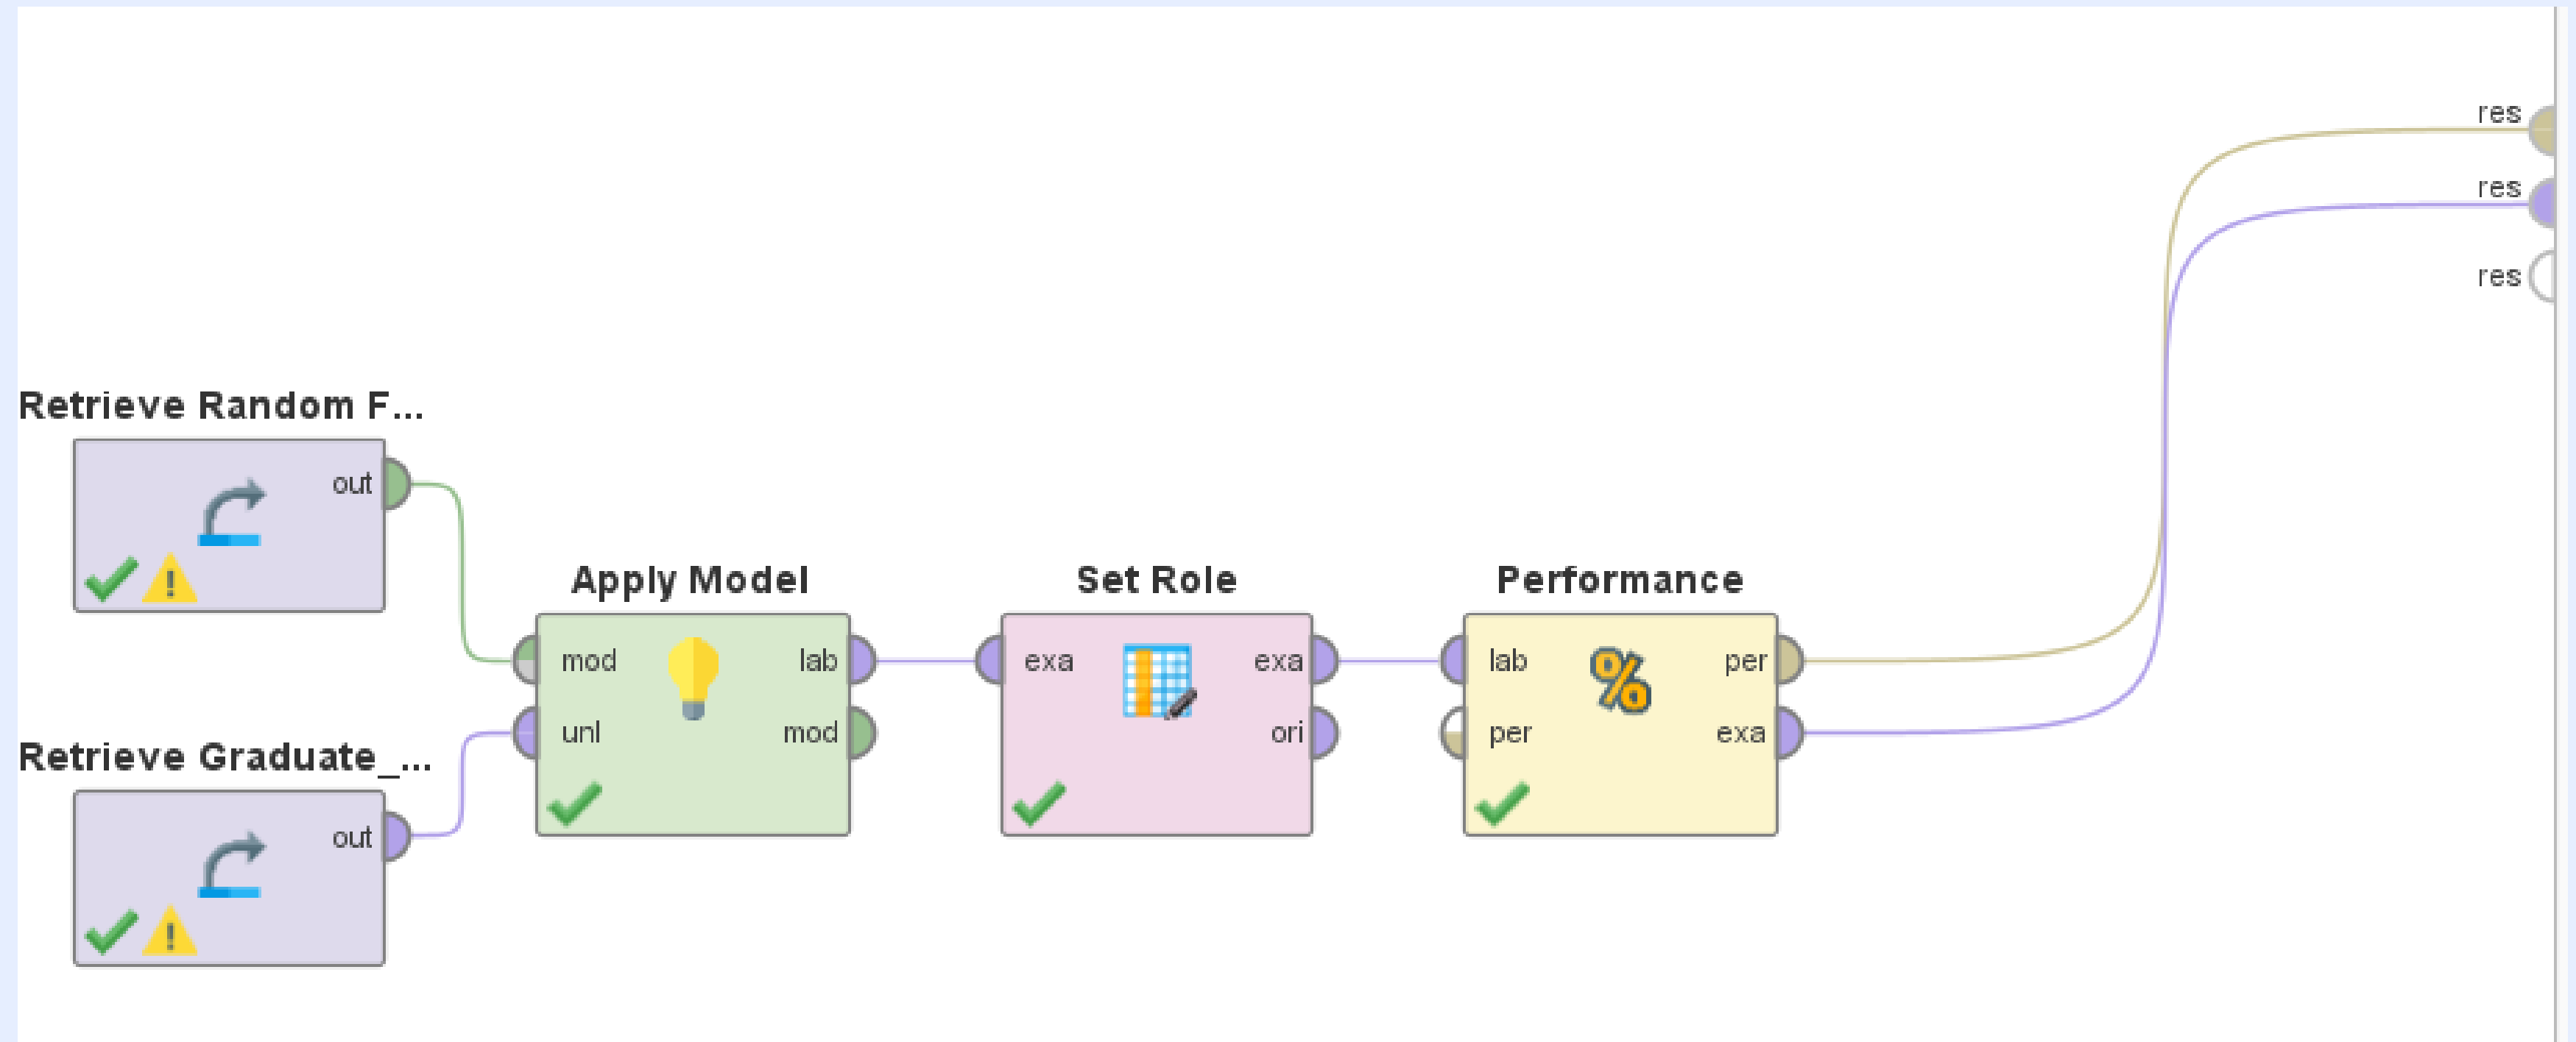 res
res
res
Retrieve Random F...
out
Apply Model
mod lab
unl mod
Set Role
exa exa
ori
Performance
lab per
per exa
Retrieve Graduate_...
out